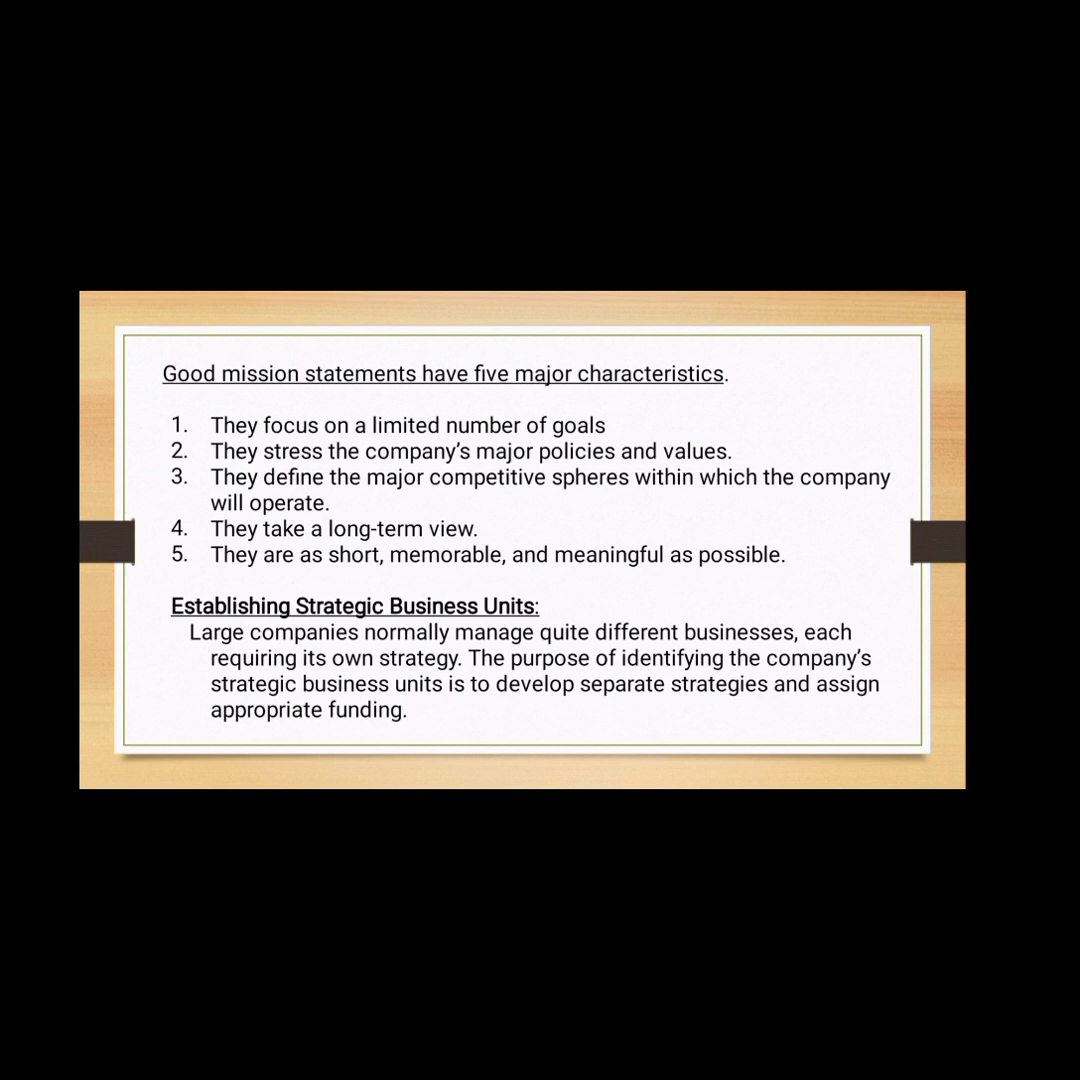 Good mission statements have five major characteristics.
1. They focus on a limited number of goals
2. They stress the company’s major policies and values.
3. They define the major competitive spheres within which the company
will operate.
4. They take a long-term view.
5. They are as short, memorable, and meaningful as possible.
Establishing Strategic Business Units:
Large companies normally manage quite different businesses, each
requiring its own strategy. The purpose of identifying the company’s
strategic business units is to develop separate strategies and assign
appropriate funding.